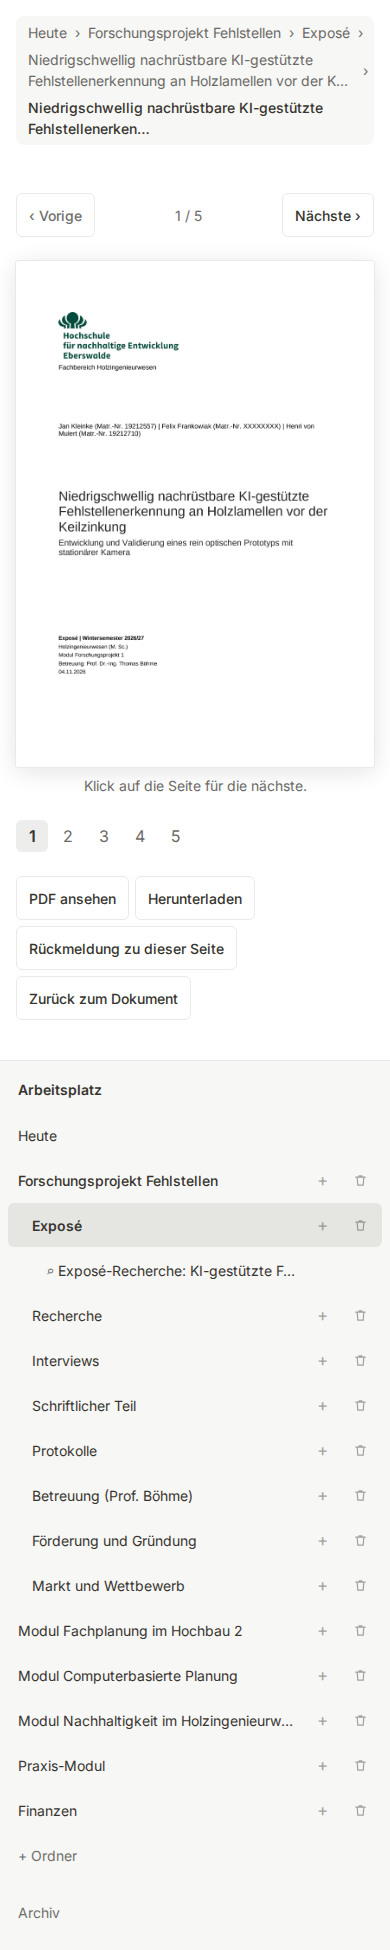 Heute › Forschungsprojekt Fehlstellen › Exposé ›
Niedrigschwellig nachrüstbare KI-gestützte
Fehlstellenerkennung an Holzlamellen vor der K... ›
Niedrigschwellig nachrüstbare KI-gestützte
Fehlstellenerken...
‹ Vorige
1 / 5
Nächste ›
Hochschule
für nachhaltige Entwicklung
Eberswalde
Fachbereich Holzingenieurwesen
Jan Kleinke (Matr.-Nr. 19212557) | Felix Frankowiak (Matr.-Nr. XXXXXXXX) | Henri von
Mulert (Matr.-Nr. 19212710)
Niedrigschwellig nachrüstbare KI-gestützte
Fehlstellenerkennung an Holzlamellen vor der
Keilzinkung
Entwicklung und Validierung eines rein optischen Prototyps mit
stationärer Kamera
Exposé | Wintersemester 2026/27
Holzingenieurwesen (M. Sc.)
Modul Forschungsprojekt 1
Betreuung: Prof. Dr.-Ing. Thomas Böhme
04.11.2026
Klick auf die Seite für die nächste.
1 2 3 4 5
PDF ansehen
Herunterladen
Rückmeldung zu dieser Seite
Zurück zum Dokument
Arbeitsplatz
Heute
Forschungsprojekt Fehlstellen +
Exposé +
Exposé-Recherche: KI-gestützte F...
Recherche +
Interviews +
Schriftlicher Teil +
Protokolle +
Betreuung (Prof. Böhme) +
Förderung und Gründung +
Markt und Wettbewerb +
Modul Fachplanung im Hochbau 2 +
Modul Computerbasierte Planung +
Modul Nachhaltigkeit im Holzingenieurw... +
Praxis-Modul +
Finanzen +
+ Ordner
Archiv